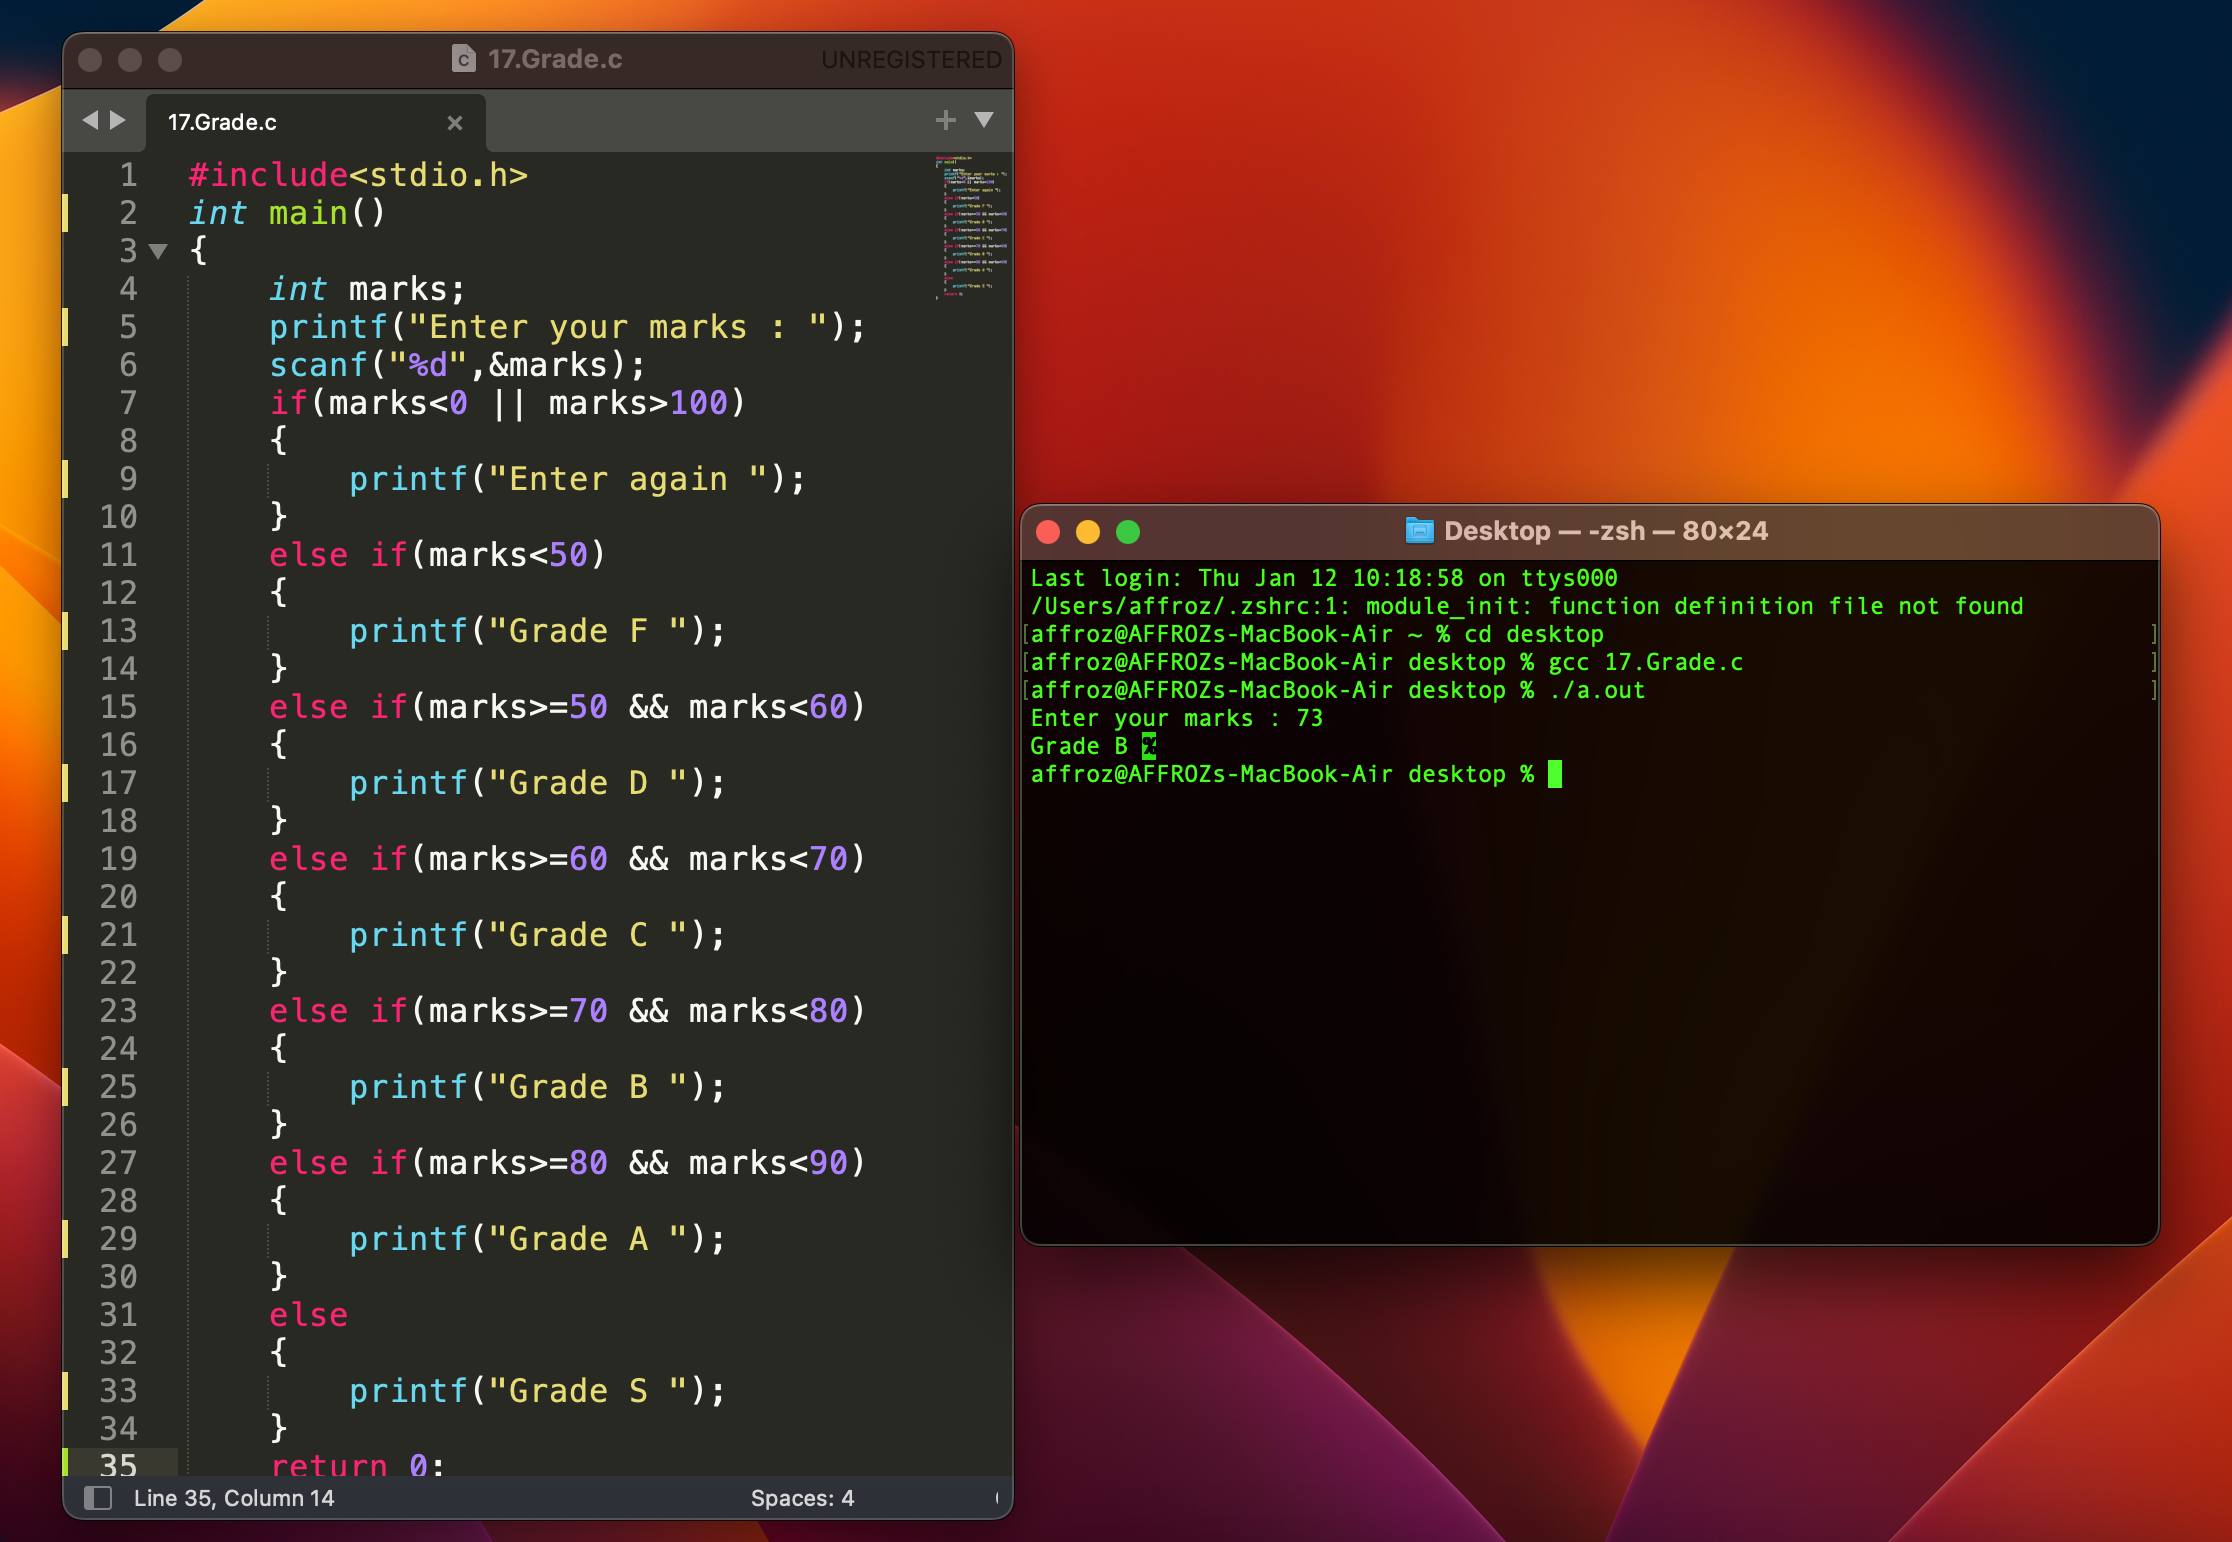 17.Grade.c
UNREGISTERED
17.Grade.c
1 #include<stdio.h>
2 int main()
3 {
4 int marks;
5 printf("Enter your marks : ");
6 scanf("%d",&marks);
7 if(marks<0 || marks>100)
8 {
9 printf("Enter again ");
10 }
11 else if(marks<50)
12 {
13 printf("Grade F ");
14 }
15 else if(marks>=50 && marks<60)
16 {
17 printf("Grade D ");
18 }
19 else if(marks>=60 && marks<70)
20 {
21 printf("Grade C ");
22 }
23 else if(marks>=70 && marks<80)
24 {
25 printf("Grade B ");
26 }
27 else if(marks>=80 && marks<90)
28 {
29 printf("Grade A ");
30 }
31 else
32 {
33 printf("Grade S ");
34 }
35 return 0;
Line 35, Column 14
Spaces: 4
Desktop — -zsh — 80×24
Last login: Thu Jan 12 10:18:58 on ttys000
/Users/affroz/.zshrc:1: module_init: function definition file not found
[affroz@AFFROZs-MacBook-Air ~ % cd desktop ]
[affroz@AFFROZs-MacBook-Air desktop % gcc 17.Grade.c ]
[affroz@AFFROZs-MacBook-Air desktop % ./a.out ]
Enter your marks : 73
Grade B %
affroz@AFFROZs-MacBook-Air desktop %